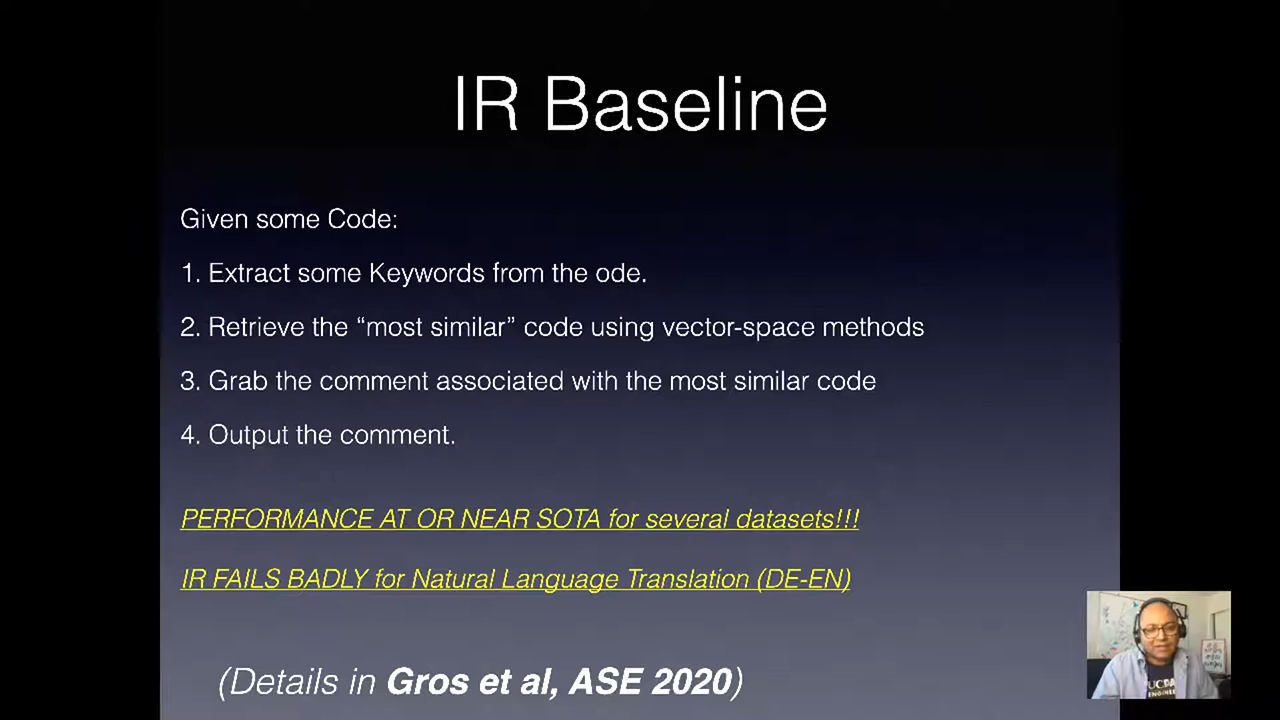 IR Baseline
Given some Code:
1. Extract some Keywords from the ode.
2. Retrieve the “most similar” code using vector-space methods
3. Grab the comment associated with the most similar code
4. Output the comment.
PERFORMANCE AT OR NEAR SOTA for several datasets!!!
IR FAILS BADLY for Natural Language Translation (DE-EN)
(Details in Gros et al, ASE 2020)